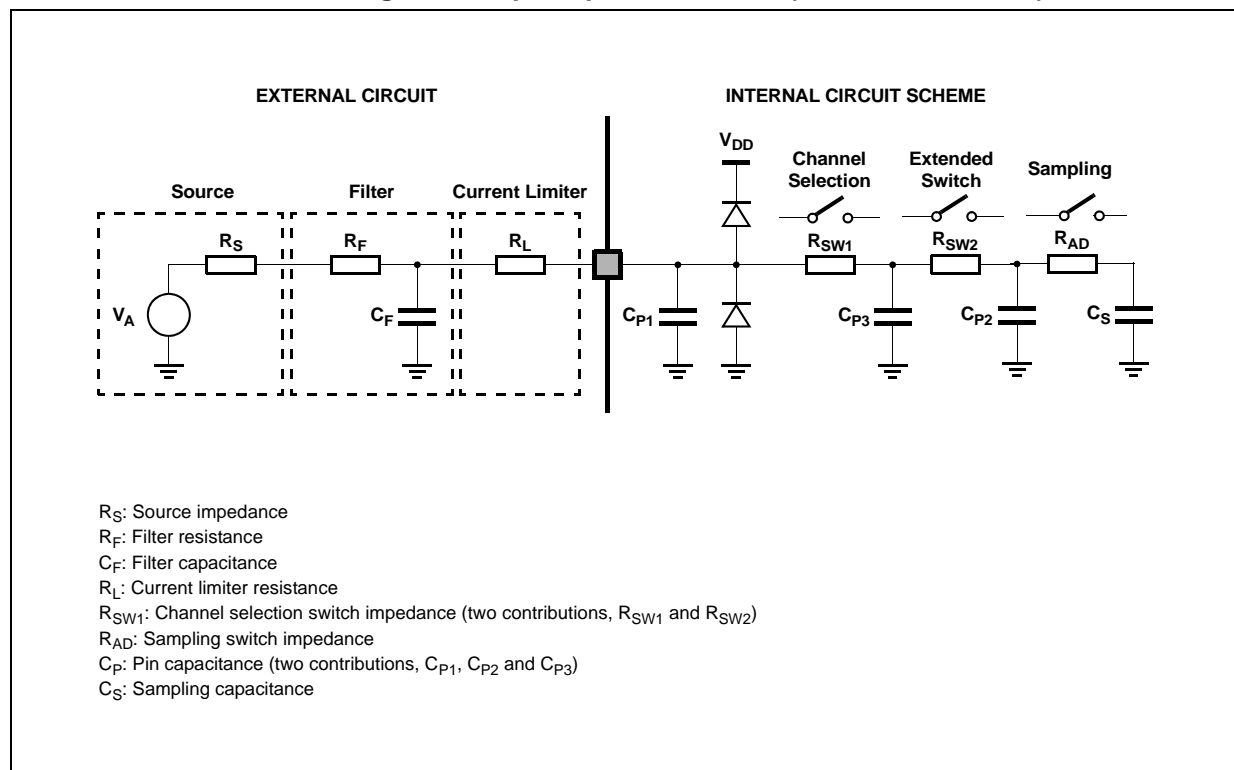 EXTERNAL CIRCUIT
INTERNAL CIRCUIT SCHEME
VDD
Channel
Selection
Extended
Switch
Sampling
Source
Filter
Current Limiter
RS
RF
RL
RSW1
RSW2
RAD
VA
CF
CP1
CP3
CP2
CS
RS: Source impedance
RF: Filter resistance
CF: Filter capacitance
RL: Current limiter resistance
RSW1: Channel selection switch impedance (two contributions, RSW1 and RSW2)
RAD: Sampling switch impedance
CP: Pin capacitance (two contributions, CP1, CP2 and CP3)
CS: Sampling capacitance